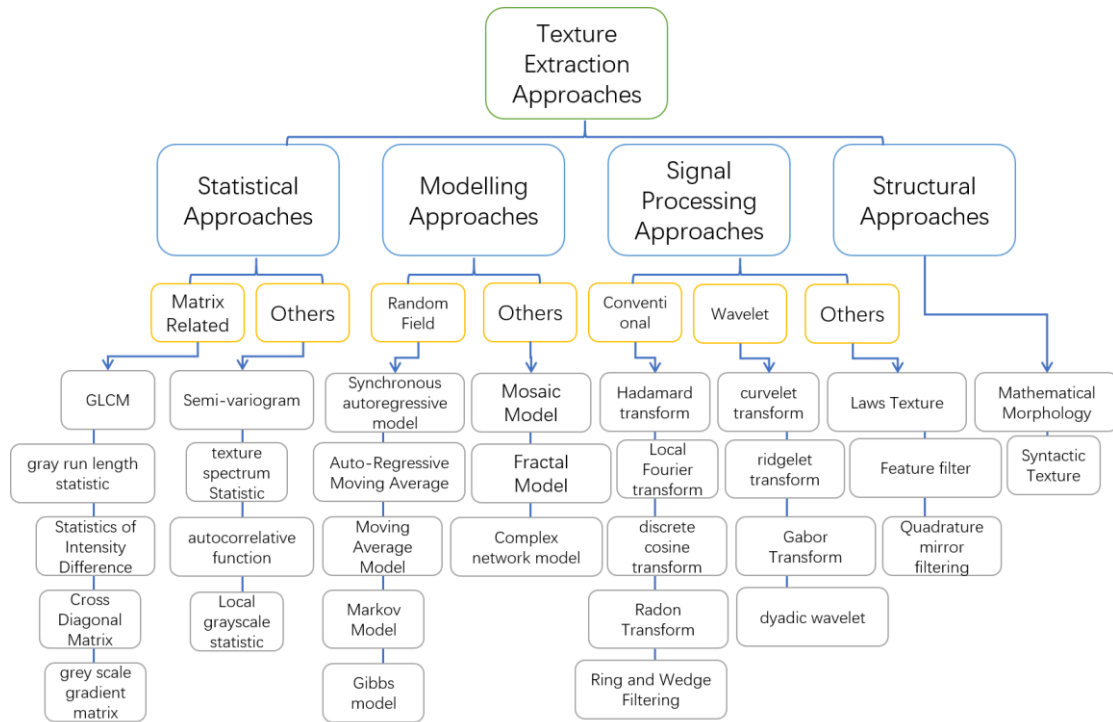 Texture
Extraction
Approaches
Statistical
Approaches
Modelling
Approaches
Signal
Processing
Approaches
Structural
Approaches
Matrix
Related
Others
Random
Field
Others
Conventi
onal
Wavelet
Others
GLCM
gray run length
statistic
Statistics of
Intensity
Difference
Cross
Diagonal
Matrix
grey scale
gradient
matrix
Semi-variogram
texture
spectrum
Statistic
autocorrelative
function
Local
grayscale
statistic
Synchronous
autoregressive
model
Auto-Regressive
Moving Average
Moving
Average
Model
Markov
Model
Gibbs
model
Mosaic
Model
Fractal
Model
Complex
network model
Hadamard
transform
Local
Fourier
transform
discrete
cosine
transform
Radon
Transform
Ring and Wedge
Filtering
curvelet
transform
ridgelet
transform
Gabor
Transform
dyadic wavelet
Laws Texture
Feature filter
Quadrature
mirror
filtering
Mathematical
Morphology
Syntactic
Texture